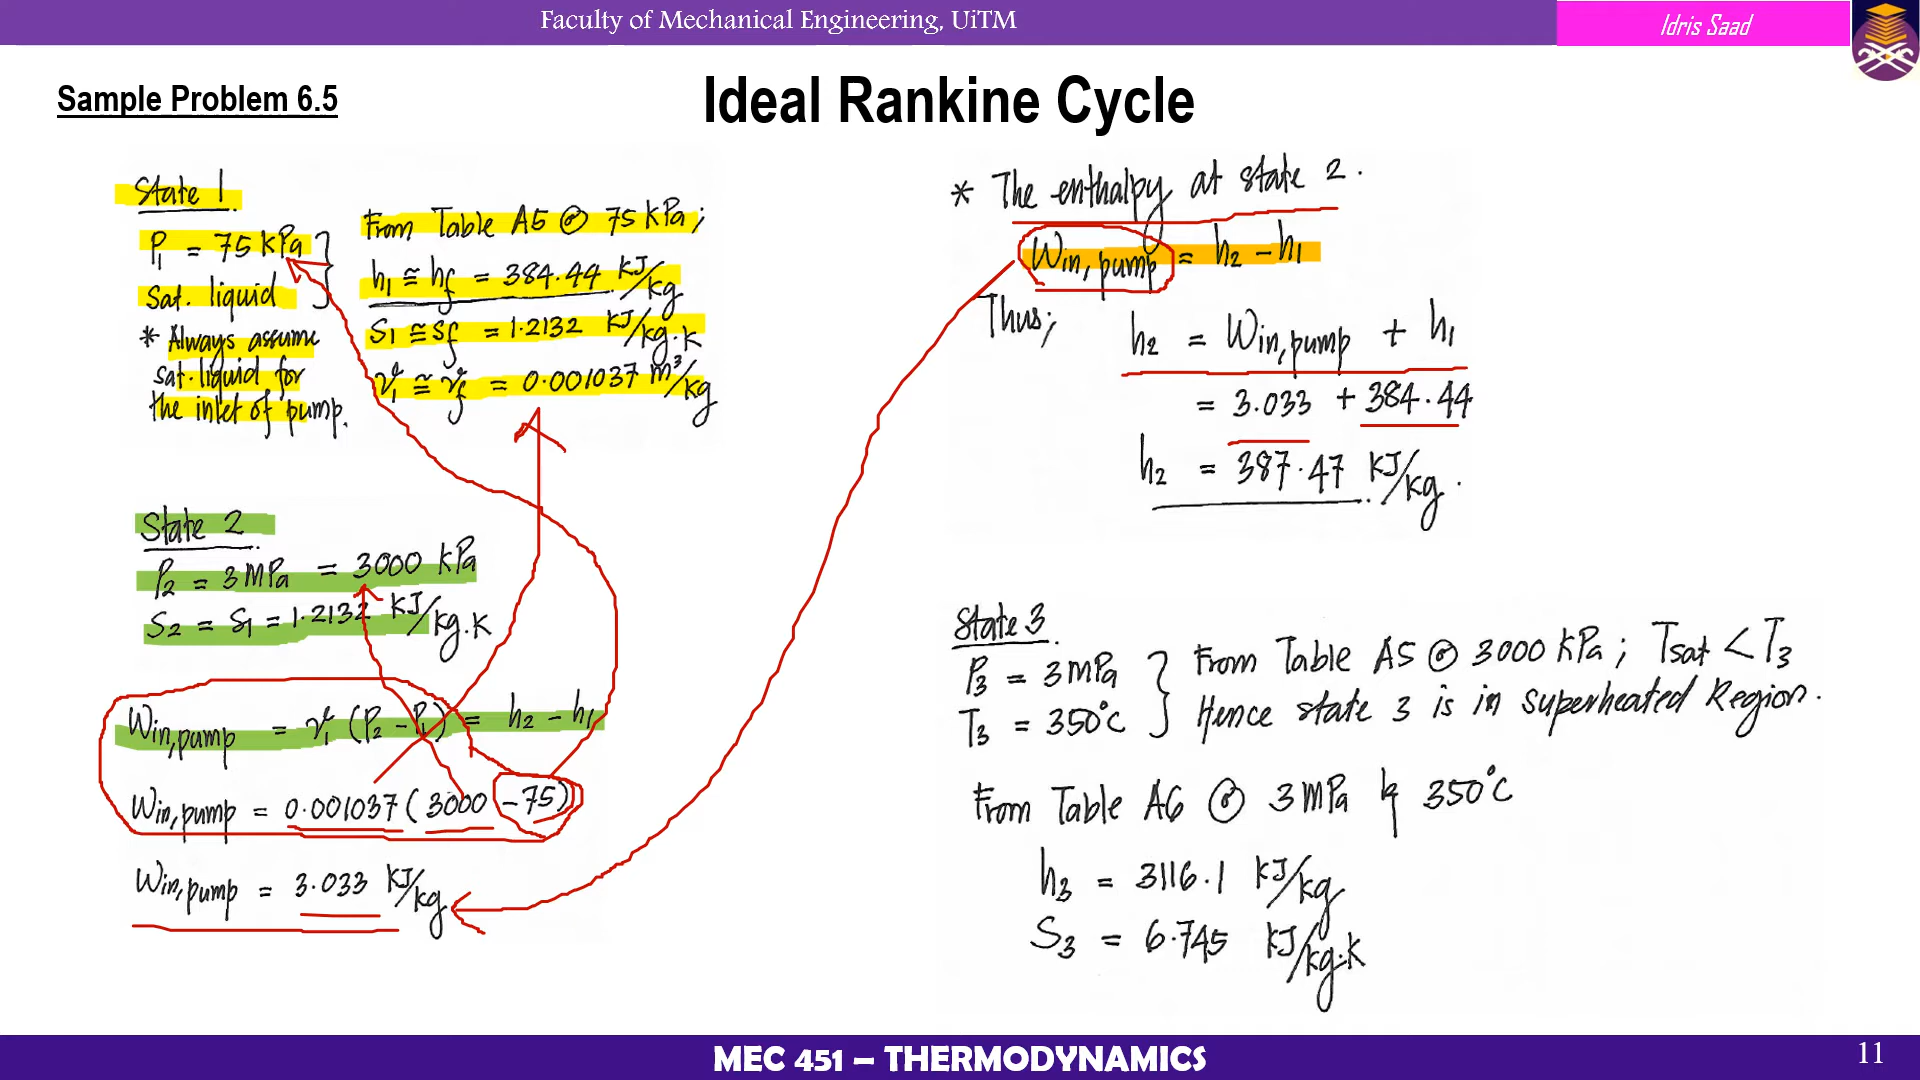 Faculty of Mechanical Engineering, UiTM
Idris Saad
Sample Problem 6.5
Ideal Rankine Cycle
State 1
P₁ = 75 kPa
Sat. liquid
* Always assume
sat. liquid for
the inlet of pump.
From Table A5 @ 75 kPa;
h₁ ≅ hf = 384.44 kJ/kg
S₁ ≅ Sf = 1.2132 kJ/kg.K
v₁ ≅ vf = 0.001037 m³/kg
State 2
P₂ = 3 MPa = 3000 kPa
S₂ = S₁ = 1.2132 kJ/kg.K
Win,pump = v₁ (P₂ - P₁) = h₂ - h₁
Win,pump = 0.001037 (3000 - 75)
Win,pump = 3.033 kJ/kg
* The enthalpy at state 2.
Win,pump = h₂ - h₁
Thus;
h₂ = Win,pump + h₁
= 3.033 + 384.44
h₂ = 387.47 kJ/kg.
State 3
P₃ = 3 MPa
T₃ = 350°C
From Table A5 @ 3000 kPa; Tsat < T₃
Hence state 3 is in superheated Region.
From Table A6 @ 3 MPa & 350°C
h₃ = 3116.1 kJ/kg
S₃ = 6.745 kJ/kg.K
MEC 451 – THERMODYNAMICS
11